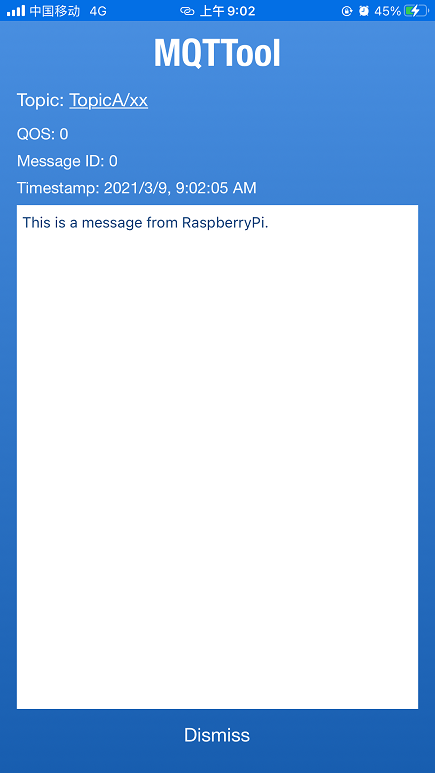 中国移动 4G 上午 9:02 45%
MQTTool
Topic: TopicA/xx
QOS: 0
Message ID: 0
Timestamp: 2021/3/9, 9:02:05 AM
This is a message from RaspberryPi.
Dismiss